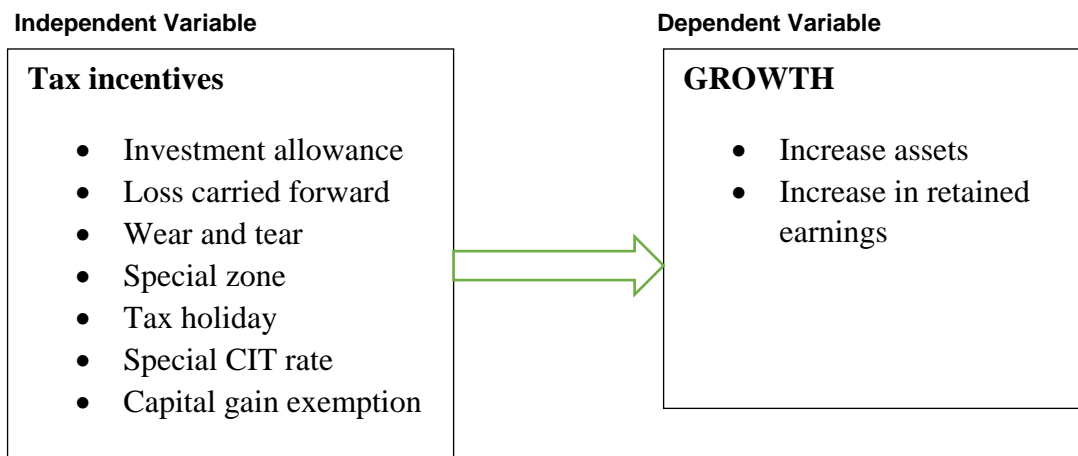 Independent Variable
Tax incentives
• Investment allowance
• Loss carried forward
• Wear and tear
• Special zone
• Tax holiday
• Special CIT rate
• Capital gain exemption
Dependent Variable
GROWTH
• Increase assets
• Increase in retained
earnings